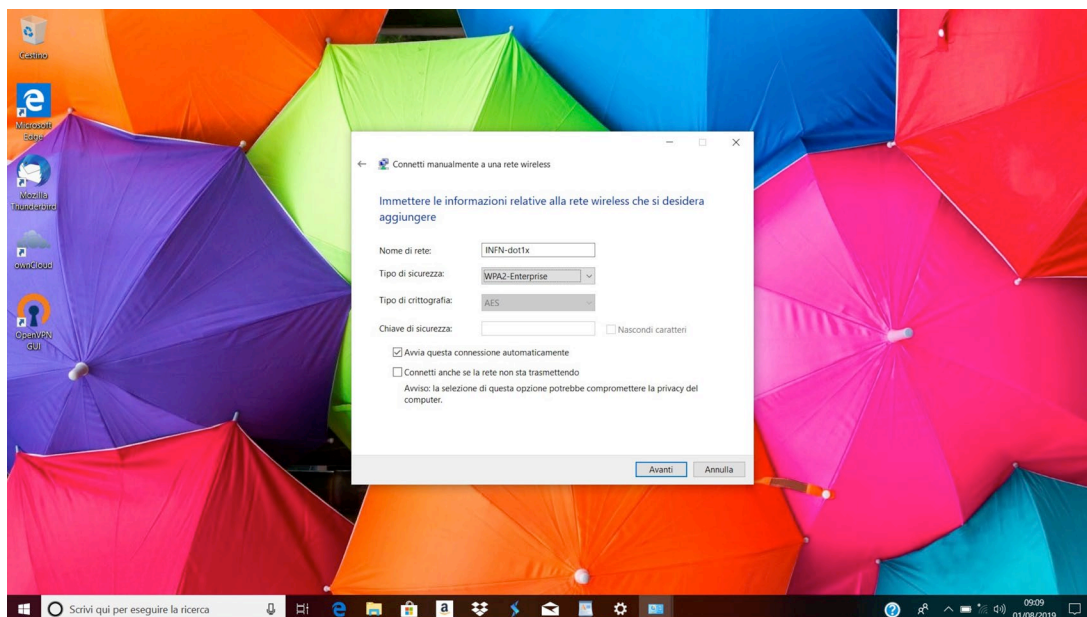 Cestino
Microsoft
Edge
Mozilla
Thunderbird
ownCloud
OpenVPN
GUI
Connetti manualmente a una rete wireless
Immettere le informazioni relative alla rete wireless che si desidera
aggiungere
Nome di rete: INFN-dot1x
Tipo di sicurezza: WPA2-Enterprise
Tipo di crittografia: AES
Chiave di sicurezza: Nascondi caratteri
Avvia questa connessione automaticamente
Connetti anche se la rete non sta trasmettendo
Avviso: la selezione di questa opzione potrebbe compromettere la privacy del
computer.
Avanti Annulla
Scrivi qui per eseguire la ricerca
a
09:09
01/08/2019